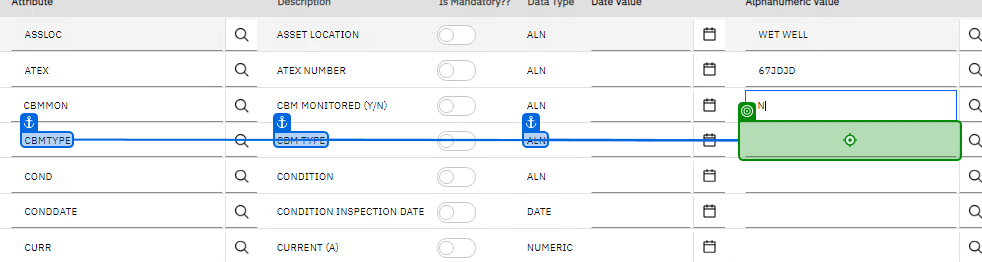 Attribute Description Is Mandatory?? Data Type Date Value Alphanumeric Value
ASSLOC ASSET LOCATION ALN WET WELL
ATEX ATEX NUMBER ALN 67JDJD
CBMMON CBM MONITORED (Y/N) ALN N
CBMTYPE CBM TYPE ALN
COND CONDITION ALN
CONDDATE CONDITION INSPECTION DATE DATE
CURR CURRENT (A) NUMERIC